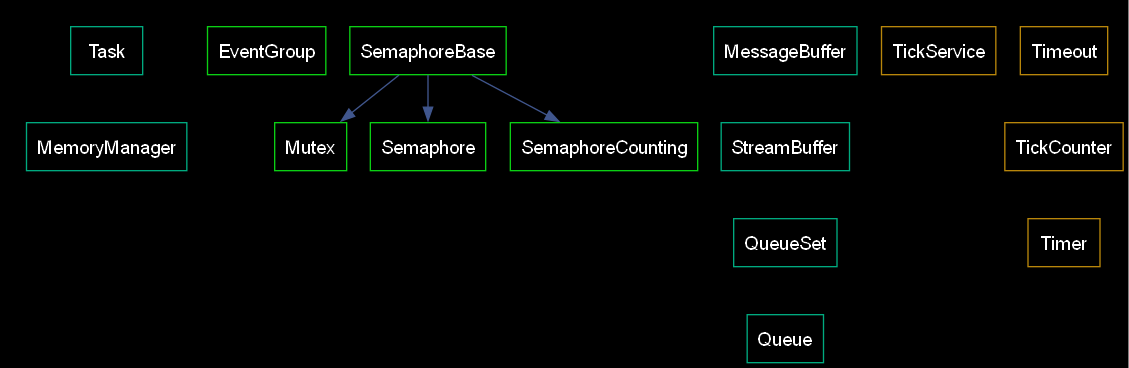 Task
EventGroup
SemaphoreBase
MessageBuffer
TickService
Timeout
MemoryManager
Mutex
Semaphore
SemaphoreCounting
StreamBuffer
TickCounter
QueueSet
Timer
Queue